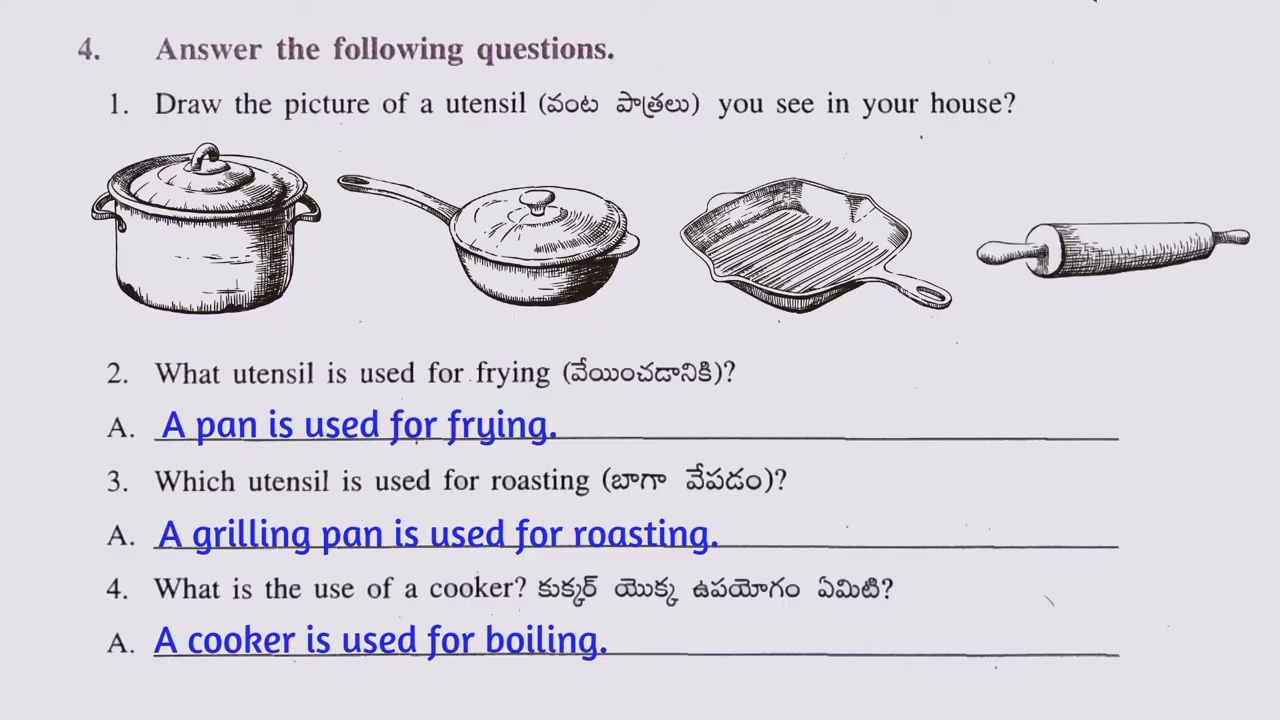 4. Answer the following questions.
1. Draw the picture of a utensil (వంట పాత్రలు) you see in your house?
2. What utensil is used for frying (వేయించడానికి)?
A. A pan is used for frying.
3. Which utensil is used for roasting (బాగా వేపడం)?
A. A grilling pan is used for roasting.
4. What is the use of a cooker? కుక్కర్ యొక్క ఉపయోగం ఏమిటి?
A. A cooker is used for boiling.